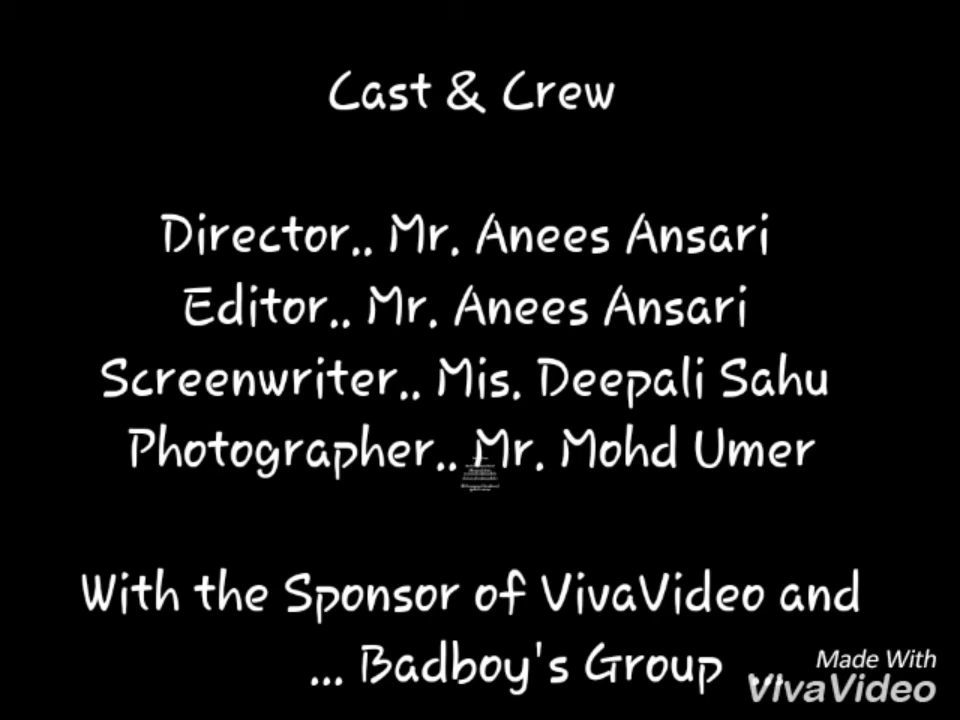 Cast & Crew
Director.. Mr. Anees Ansari
Editor.. Mr. Anees Ansari
Screenwriter.. Mis. Deepali Sahu
Photographer.. Mr. Mohd Umer
With the Sponsor of VivaVideo and
... Badboy's Group ...
Made With
VivaVideo